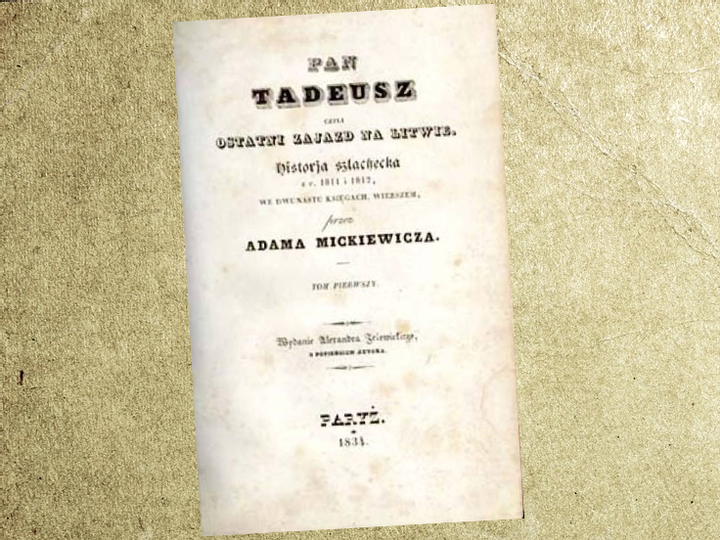 PAN
TADEUSZ
CZYLI
OSTATNI ZAJAZD NA LITWIE.
Historja szlachecka
z r. 1811 i 1812,
WE DWUNASTU KSIĘGACH, WIERSZEM,
przez
ADAMA MICKIEWICZA.
TOM PIERWSZY.
Wydanie Alexandra Jełowickiego,
Z POPIERSIEM AUTORA.
PARYŻ.
1834.